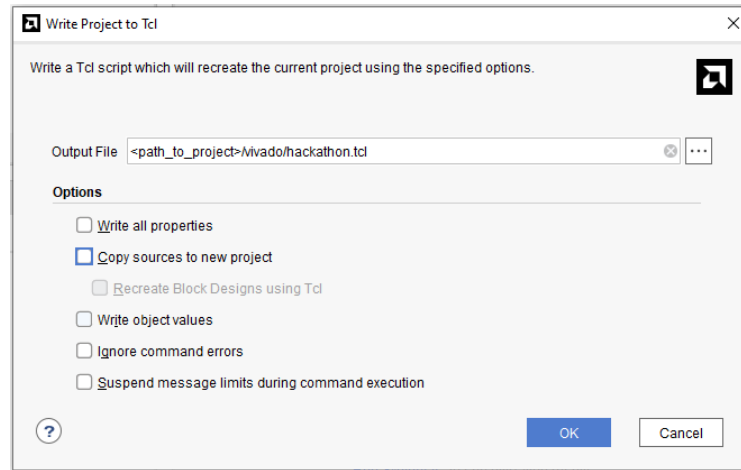 Write Project to Tcl
Write a Tcl script which will recreate the current project using the specified options.
Output File <path_to_project>/vivado/hackathon.tcl ...
Options
Write all properties
Copy sources to new project
Recreate Block Designs using Tcl
Write object values
Ignore command errors
Suspend message limits during command execution
? OK Cancel